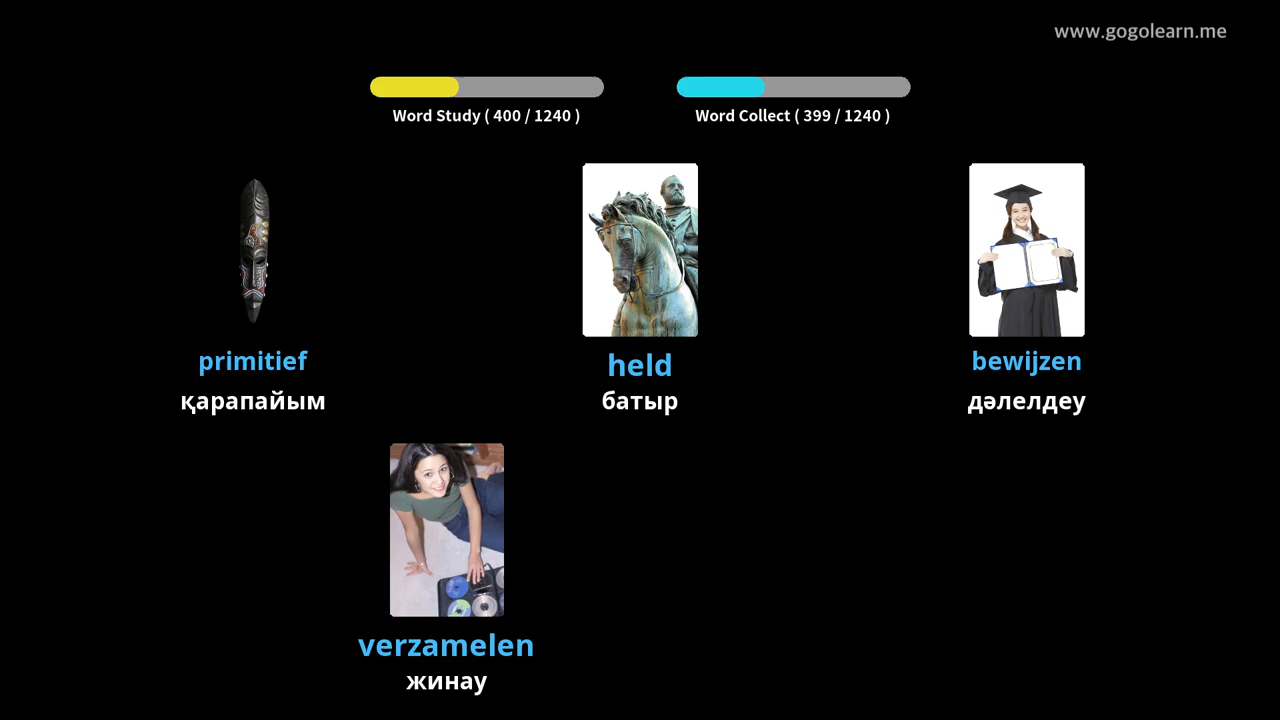 www.gogolearn.me
Word Study ( 400 / 1240 )
Word Collect ( 399 / 1240 )
primitief
қарапайым
held
батыр
bewijzen
дәлелдеу
verzamelen
жинау